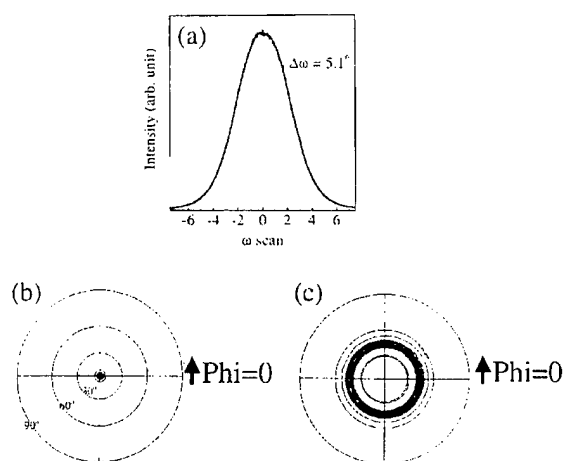 (a)
Δω = 5.1°
Intensity (arb. unit)
-6 -4 -2 0 2 4 6
ω scan
(b)
30°
60°
90°
Phi=0
(c)
Phi=0